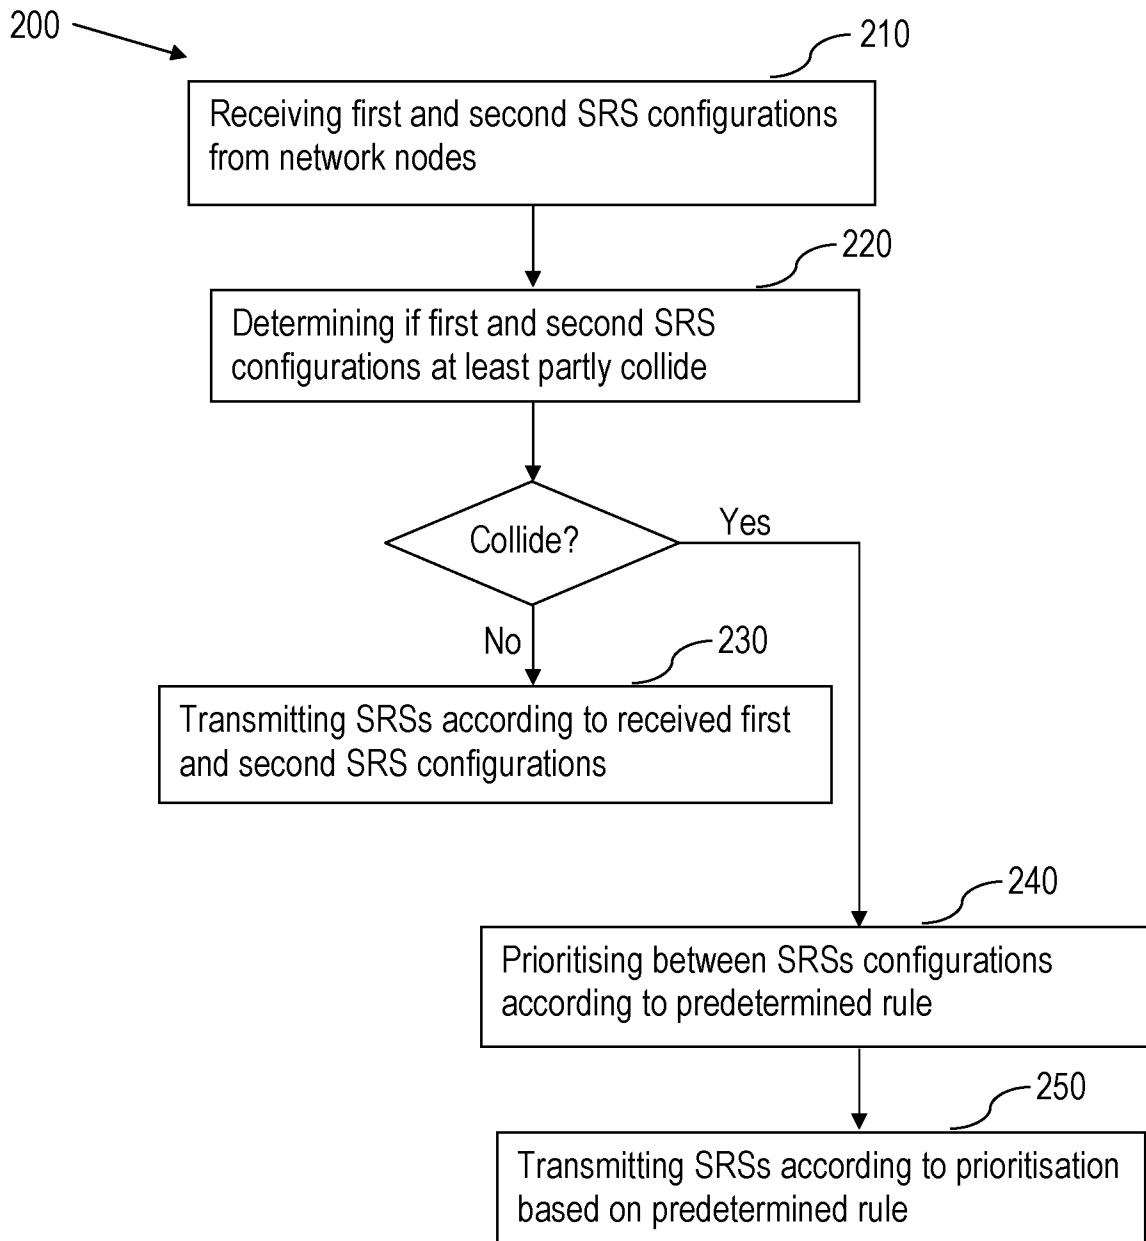 200
210
Receiving first and second SRS configurations
from network nodes
220
Determining if first and second SRS
configurations at least partly collide
Collide?
Yes
No
230
Transmitting SRSs according to received first
and second SRS configurations
240
Prioritising between SRSs configurations
according to predetermined rule
250
Transmitting SRSs according to prioritisation
based on predetermined rule